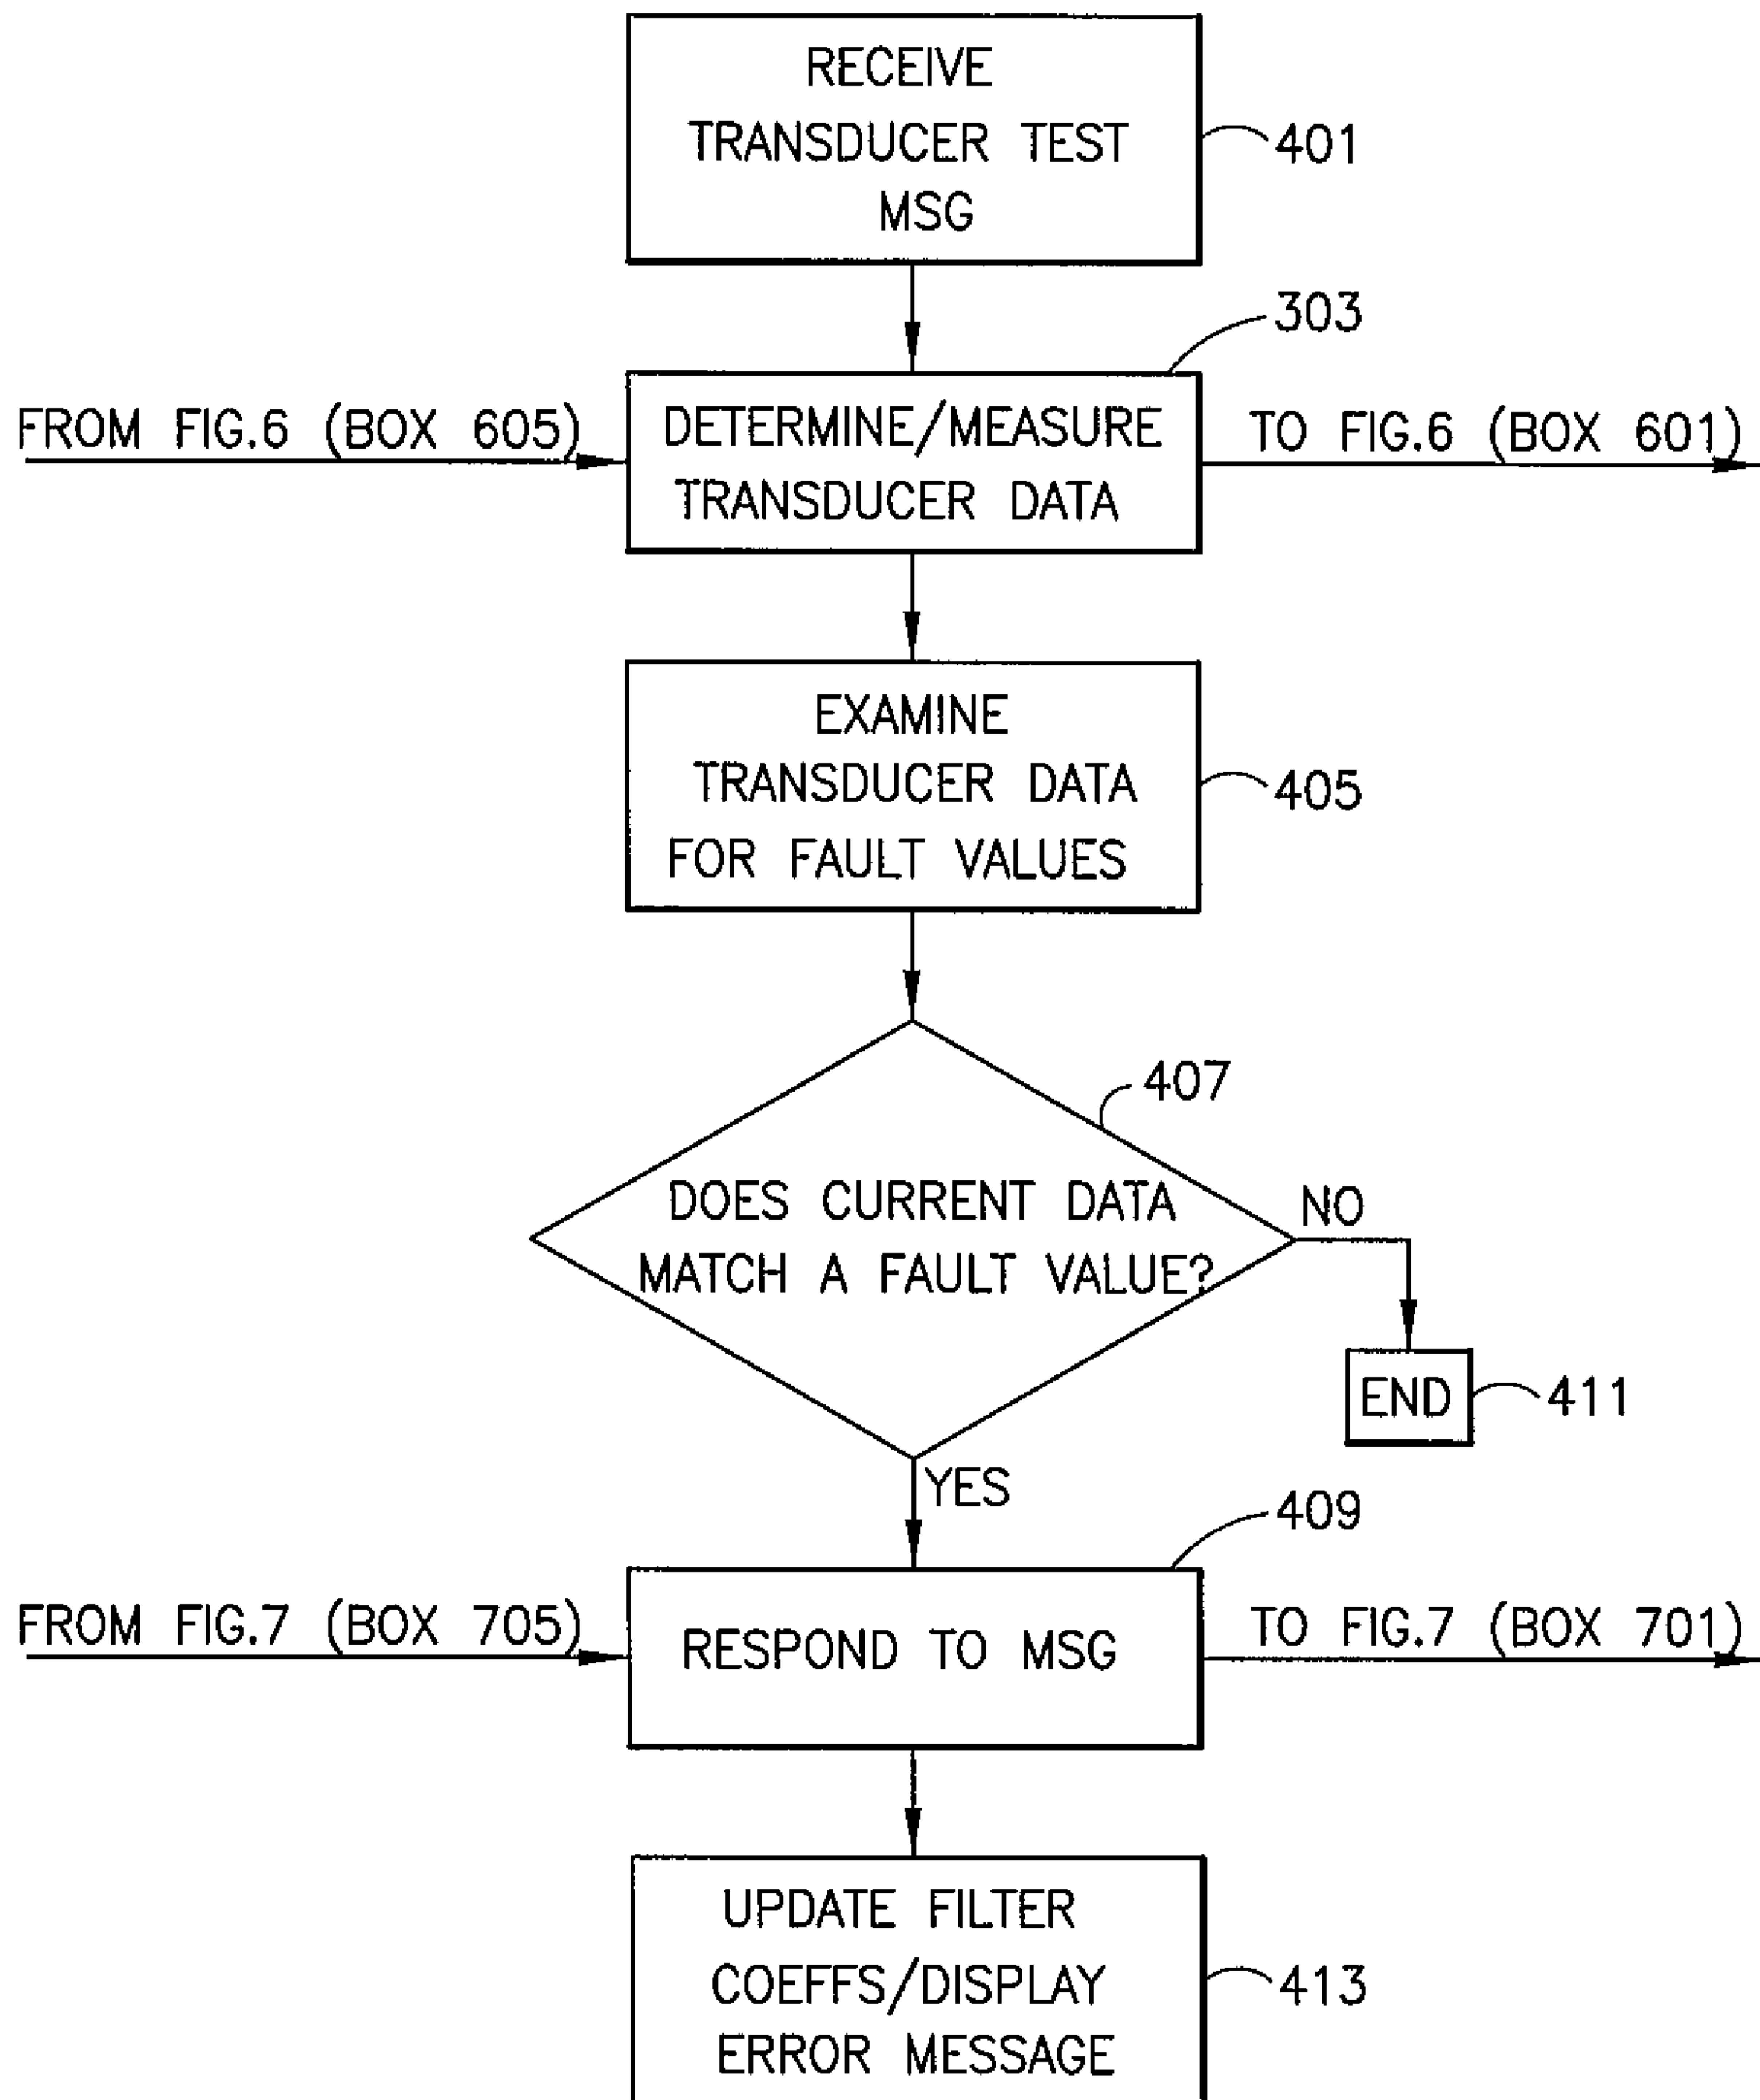 RECEIVE
TRANSDUCER TEST
MSG
401
303
FROM FIG.6 (BOX 605)
DETERMINE/MEASURE
TRANSDUCER DATA
TO FIG.6 (BOX 601)
EXAMINE
TRANSDUCER DATA
FOR FAULT VALUES
405
407
DOES CURRENT DATA
MATCH A FAULT VALUE?
NO
END
411
YES
409
FROM FIG.7 (BOX 705)
RESPOND TO MSG
TO FIG.7 (BOX 701)
UPDATE FILTER
COEFFS/DISPLAY
ERROR MESSAGE
413